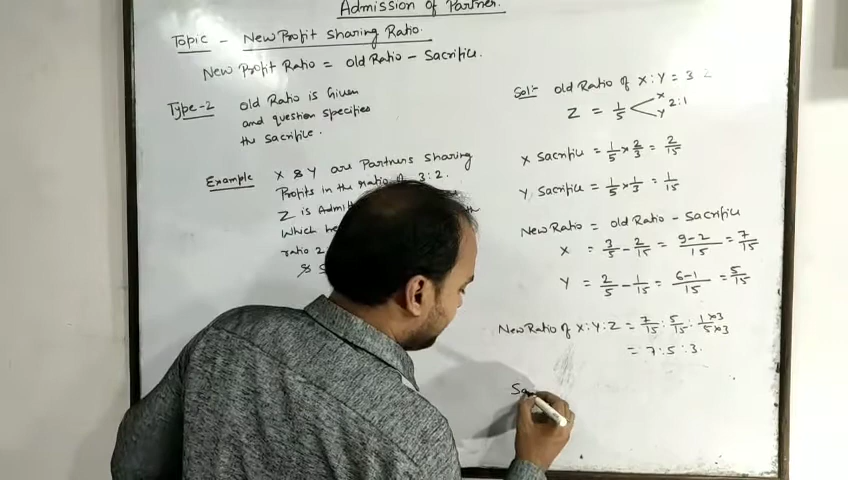 Admission of Partner.
Topic - New Profit sharing Ratio.
New Profit Ratio = old Ratio - Sacrifice.
Type-2 old Ratio is Given
and question specifies
the sacrifice.
Example X & Y are Partners sharing
Profits in the ratio of 3:2.
Z is
which
ratio 2
&
Sol:- old Ratio of X:Y = 3 2
Z = 1/5 < X Y 2:1
X Sacrifice = 1/5 × 2/3 = 2/15
Y Sacrifice = 1/5 × 1/3 = 1/15
New Ratio = old Ratio - Sacrifice
X = 3/5 - 2/15 = 9-2/15 = 7/15
Y = 2/5 - 1/15 = 6-1/15 = 5/15
New Ratio of X:Y:Z = 7/15 : 5/15 : 1×3/5×3
= 7:5:3.
Sa